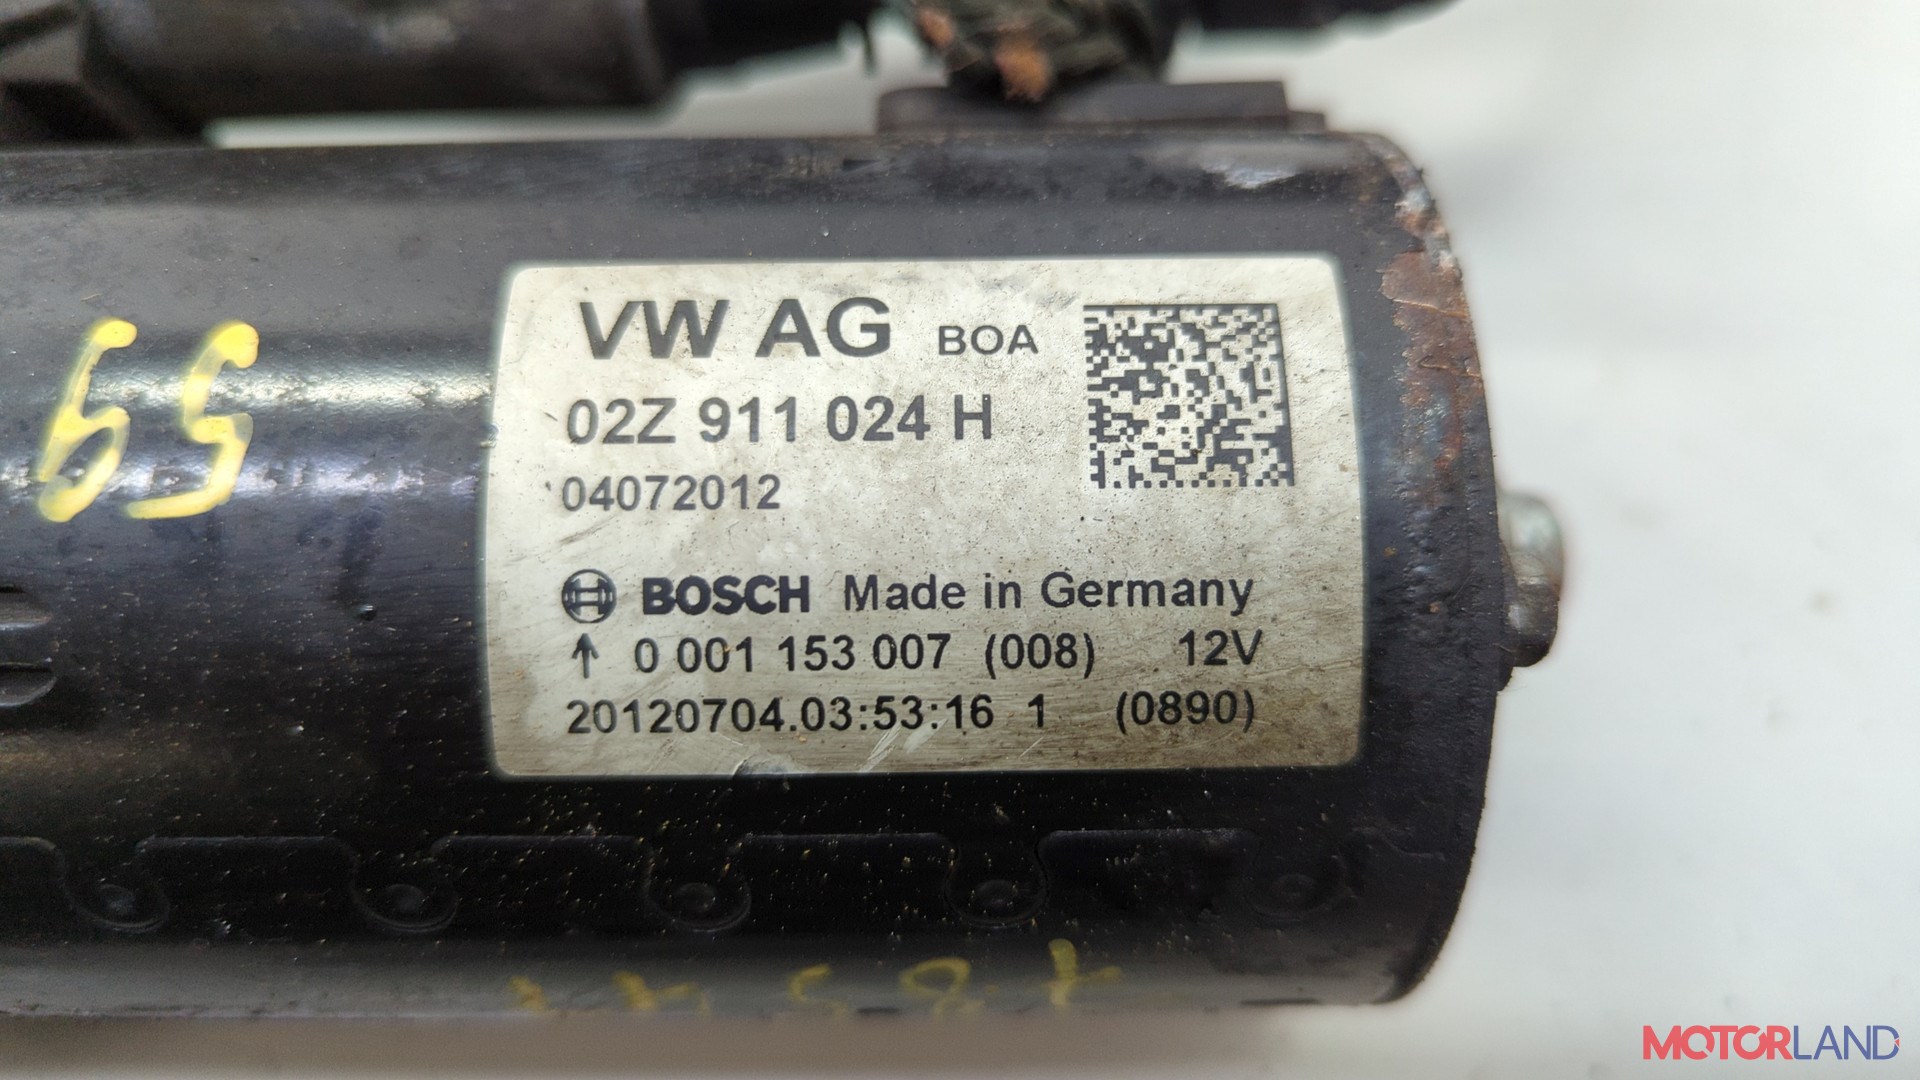 VW AG BOA
02Z 911 024 H
04072012
BOSCH Made in Germany
↑ 0 001 153 007 (008) 12V
20120704.03:53:16 1 (0890)
MOTORLAND